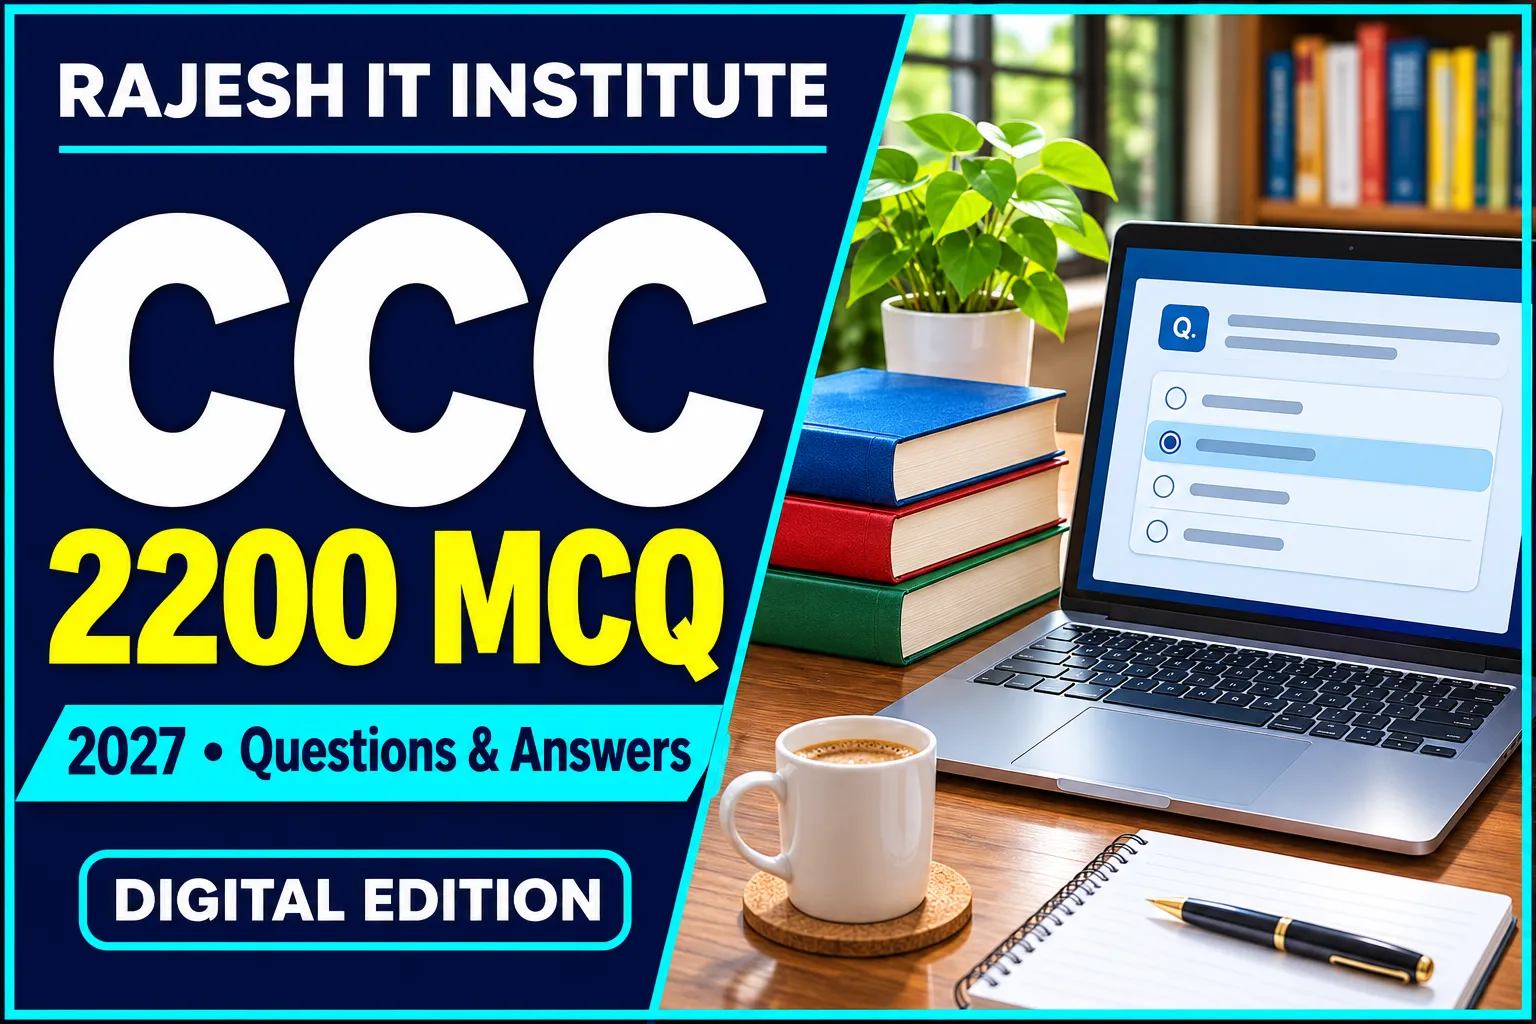 RAJESH IT INSTITUTE
CCC
2200 MCQ
2027 • Questions & Answers
DIGITAL EDITION
Q.